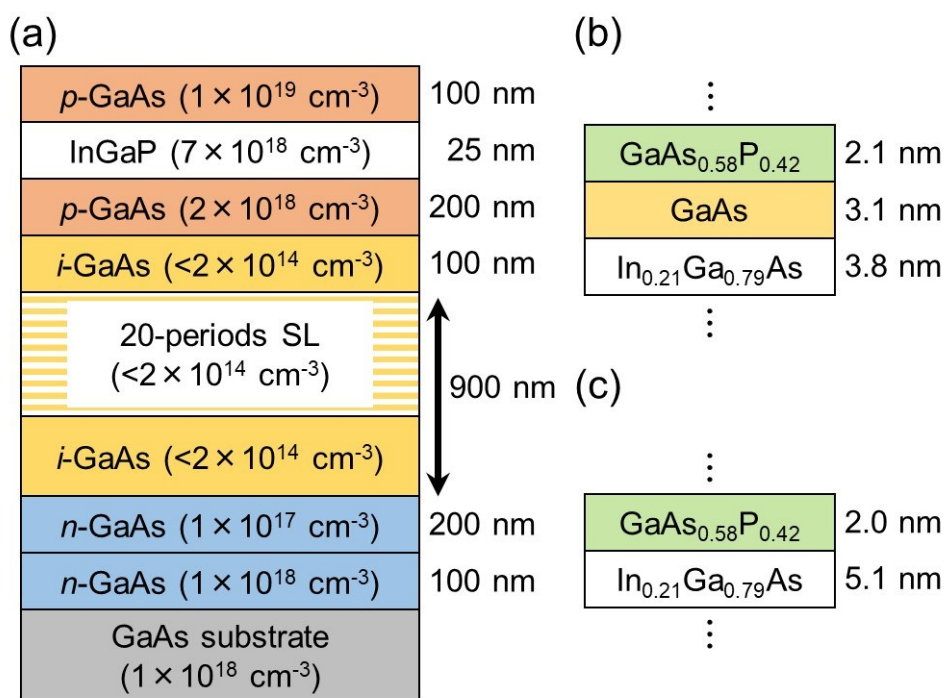 (a)
p-GaAs (1 × 10¹⁹ cm⁻³) 100 nm
InGaP (7 × 10¹⁸ cm⁻³) 25 nm
p-GaAs (2 × 10¹⁸ cm⁻³) 200 nm
i-GaAs (<2 × 10¹⁴ cm⁻³) 100 nm
20-periods SL
(<2 × 10¹⁴ cm⁻³)
900 nm
i-GaAs (<2 × 10¹⁴ cm⁻³)
n-GaAs (1 × 10¹⁷ cm⁻³) 200 nm
n-GaAs (1 × 10¹⁸ cm⁻³) 100 nm
GaAs substrate
(1 × 10¹⁸ cm⁻³)
(b)
⋮
GaAs₀.₅₈P₀.₄₂ 2.1 nm
GaAs 3.1 nm
In₀.₂₁Ga₀.₇₉As 3.8 nm
⋮
(c)
⋮
GaAs₀.₅₈P₀.₄₂ 2.0 nm
In₀.₂₁Ga₀.₇₉As 5.1 nm
⋮